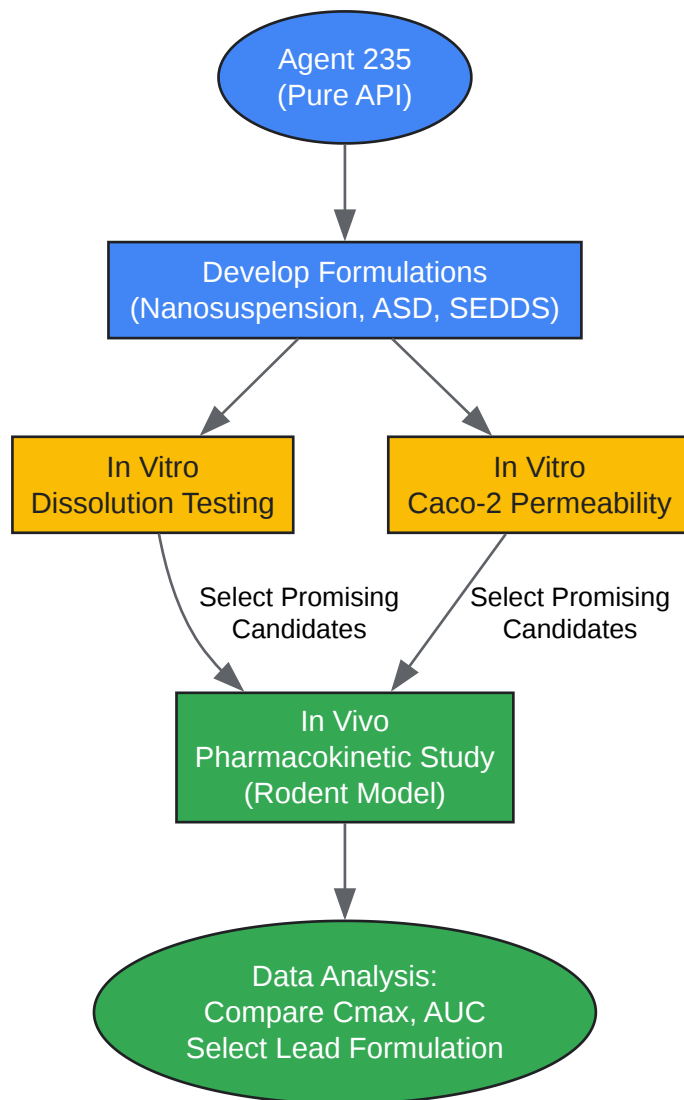 Agent 235
(Pure API)
Develop Formulations
(Nanosuspension, ASD, SEDDS)
In Vitro
Dissolution Testing
In Vitro
Caco-2 Permeability
Select Promising
Candidates
Select Promising
Candidates
In Vivo
Pharmacokinetic Study
(Rodent Model)
Data Analysis:
Compare Cmax, AUC
Select Lead Formulation